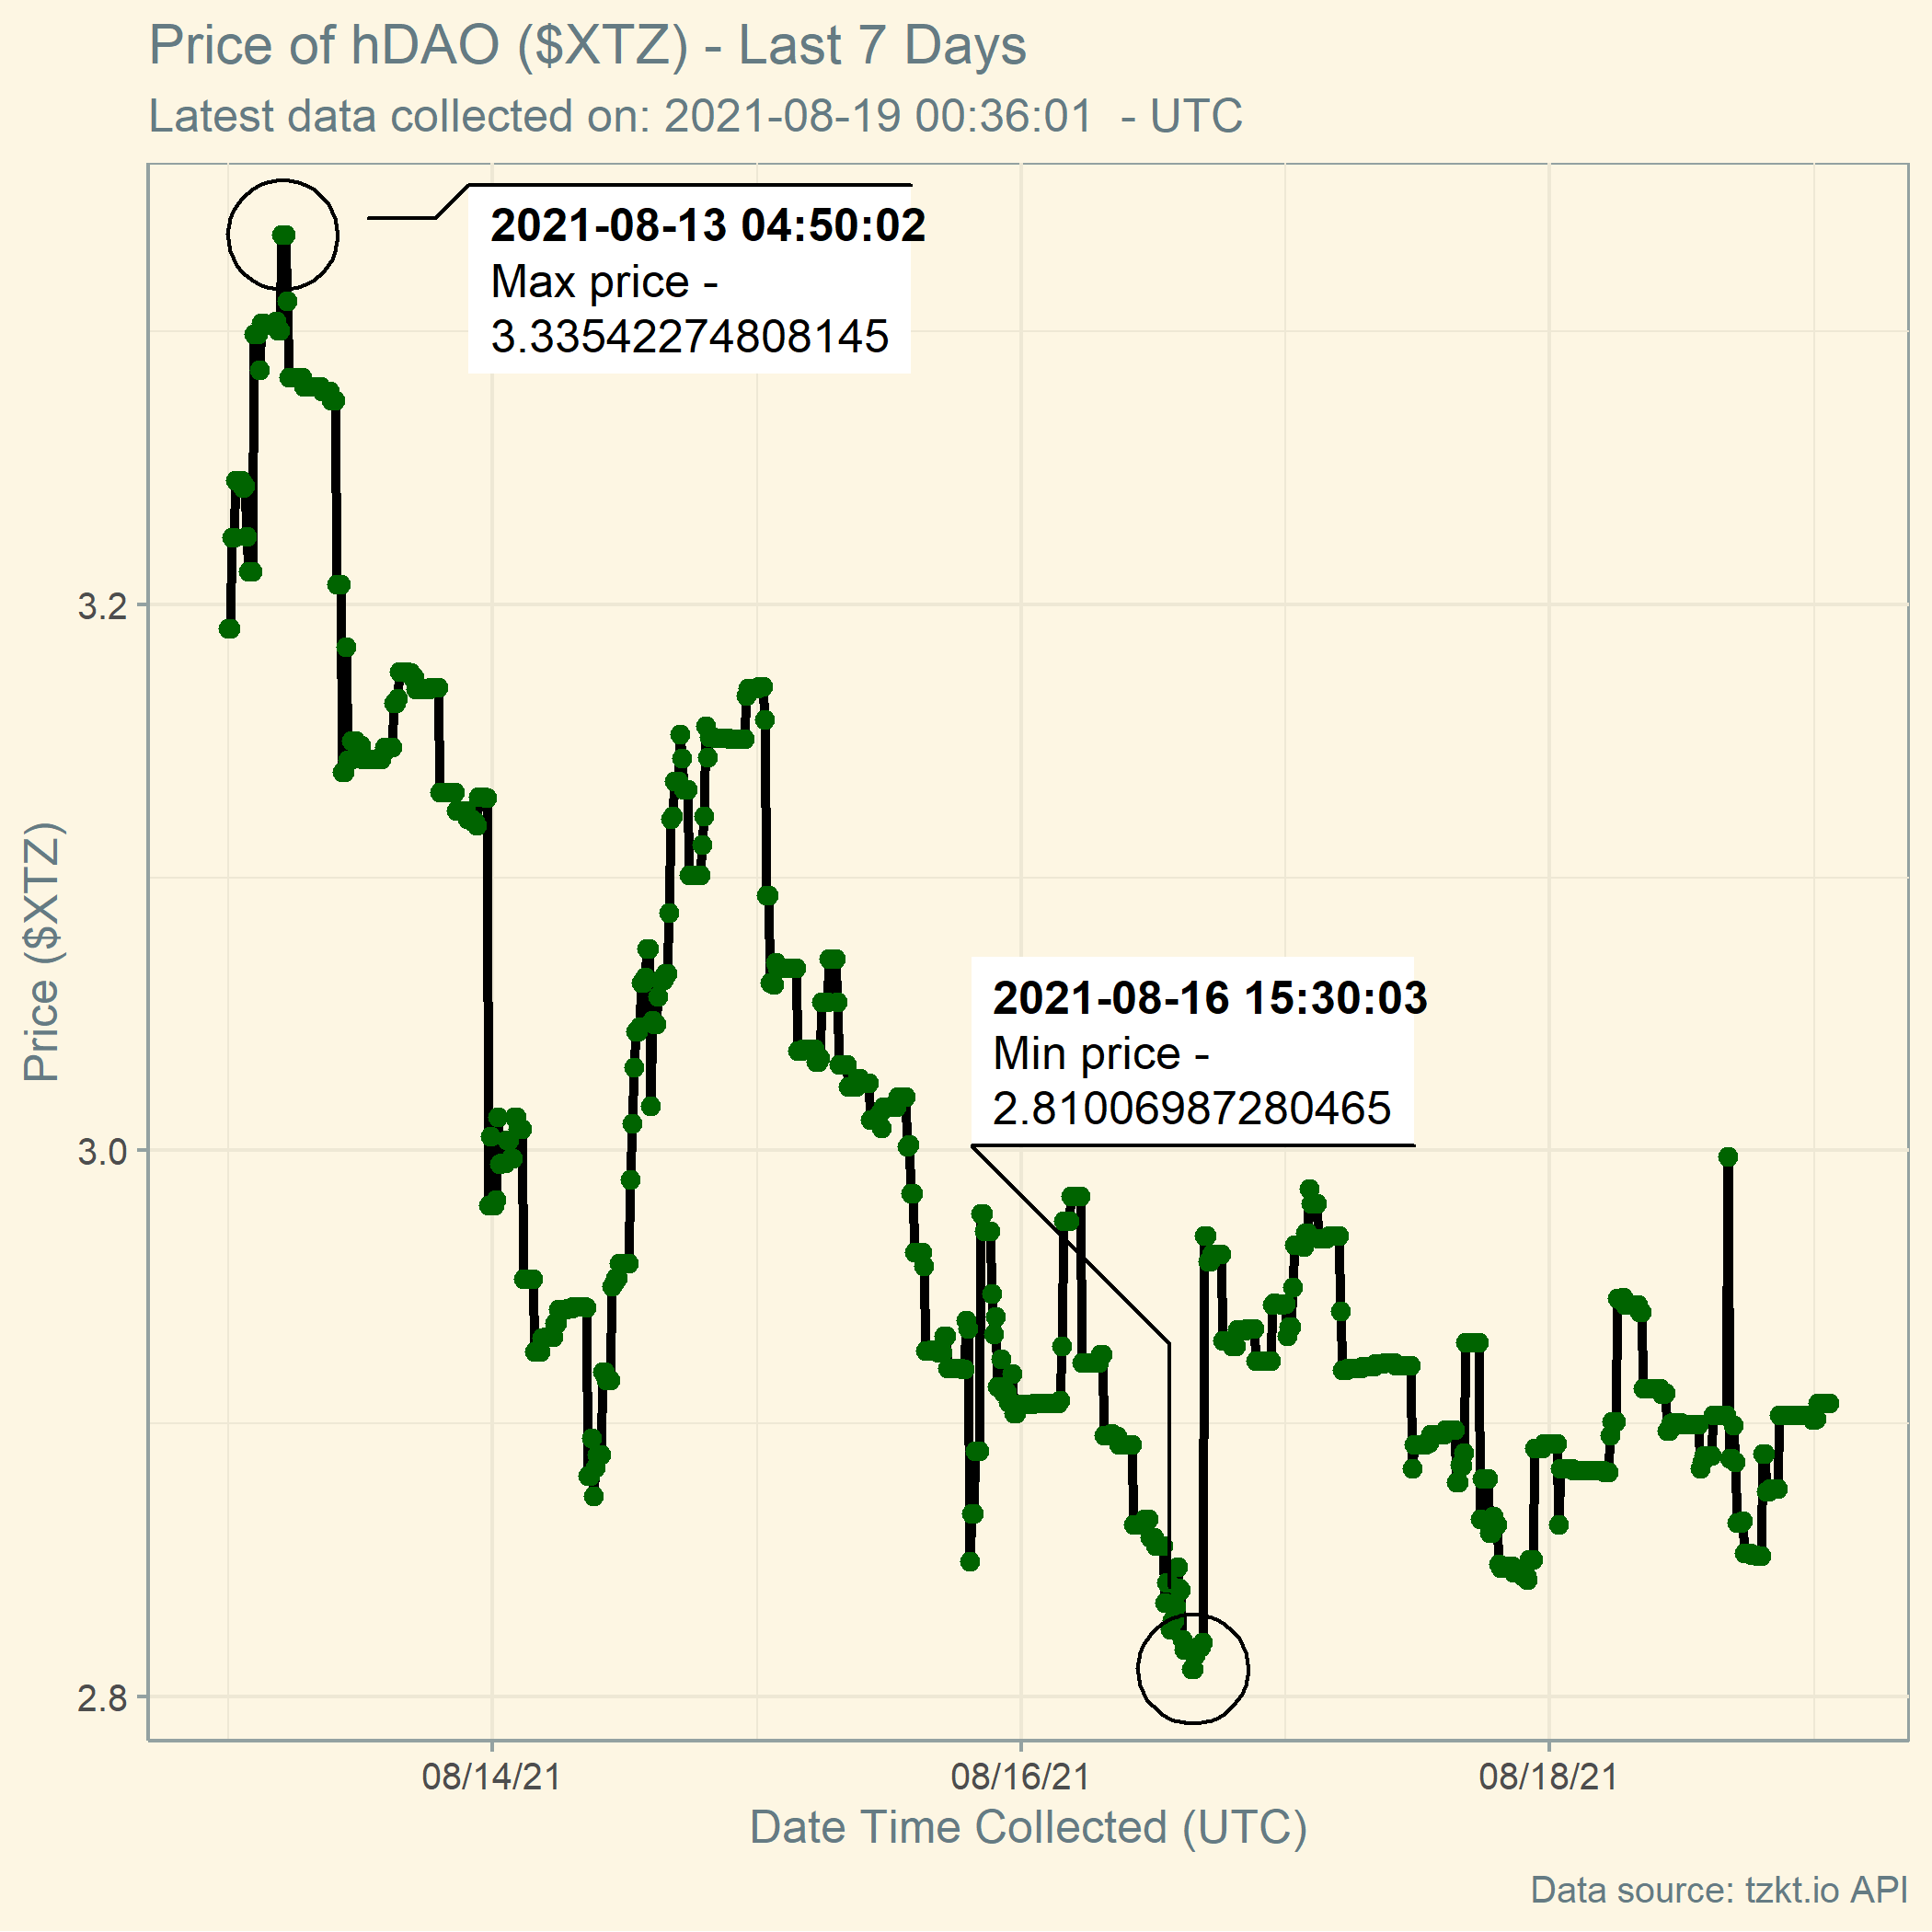 Price of hDAO ($XTZ) - Last 7 Days
Latest data collected on: 2021-08-19 00:36:01  - UTC
2021-08-13 04:50:02
Max price -
3.33542274808145
3.2
Price ($XTZ)
2021-08-16 15:30:03
Min price -
2.81006987280465
3.0
2.8
08/14/21
08/16/21
08/18/21
Date Time Collected (UTC)
Data source: tzkt.io API